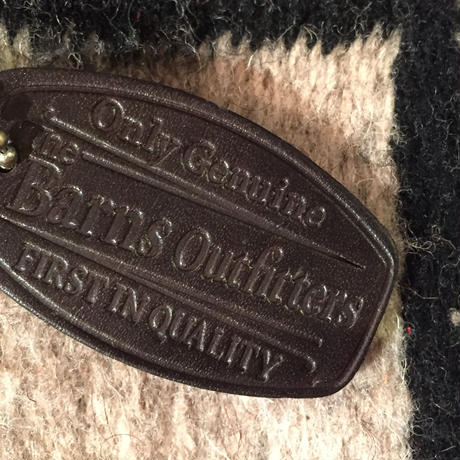 Only Genuine
The
Barns Outfitters
FIRST IN QUALITY